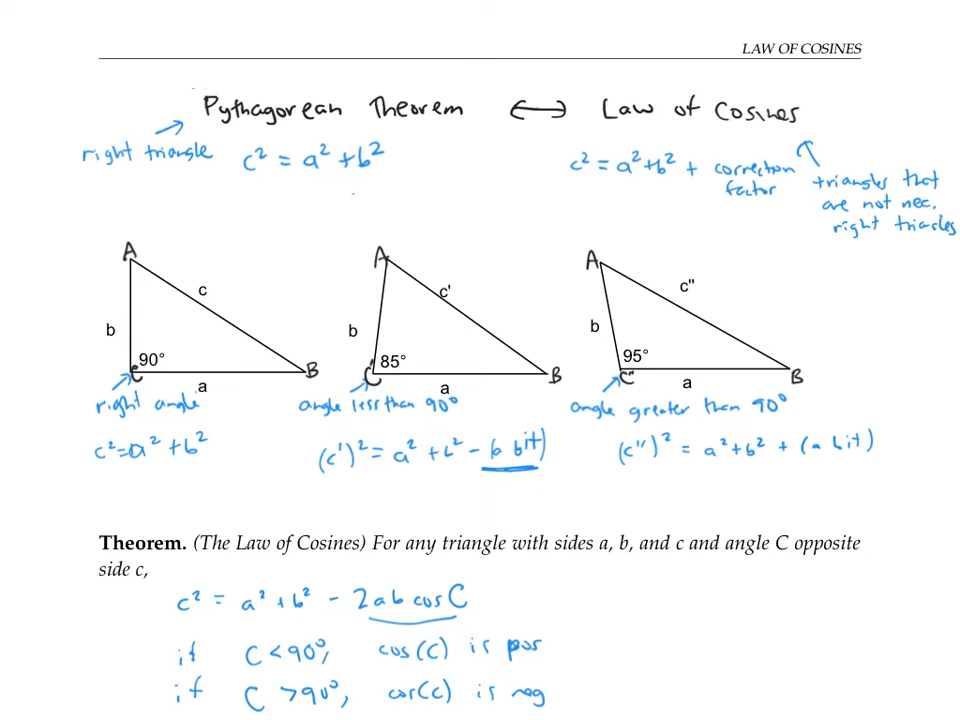 LAW OF COSINES
Pythagorean Theorem ⟷ Law of Cosines
right triangle
c² = a² + b²
c² = a² + b² + correction factor
triangles that
are not nec.
right triangles
A
c
b
90°
C
B
a
A
c'
b
85°
C'
B
a
A
c"
b
95°
C"
B
a
right angle
angle less than 90°
angle greater than 90°
c² = a² + b²
(c')² = a² + b² - (a bit)
(c'')² = a² + b² + (a bit)
Theorem. (The Law of Cosines) For any triangle with sides a, b, and c and angle C opposite
side c,
c² = a² + b² - 2ab cos C
if C < 90°, cos(C) is pos
if C > 90°, cos(C) is neg